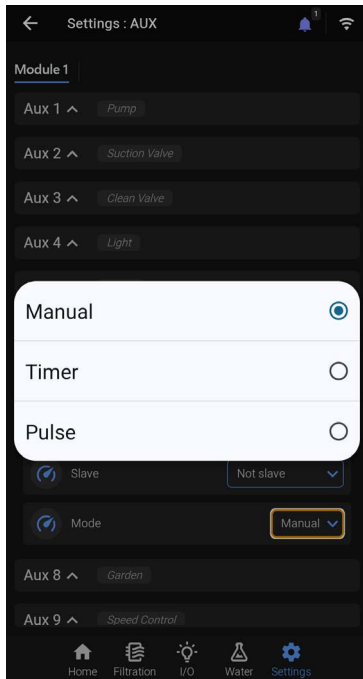 Settings : AUX
1
Module 1
Aux 1
Pump
Aux 2
Suction Valve
Aux 3
Clean Valve
Aux 4
Light
Manual
Timer
Pulse
Slave
Not slave
Mode
Manual
Aux 8
Garden
Aux 9
Speed Control
Home
Filtration
I/O
Water
Settings